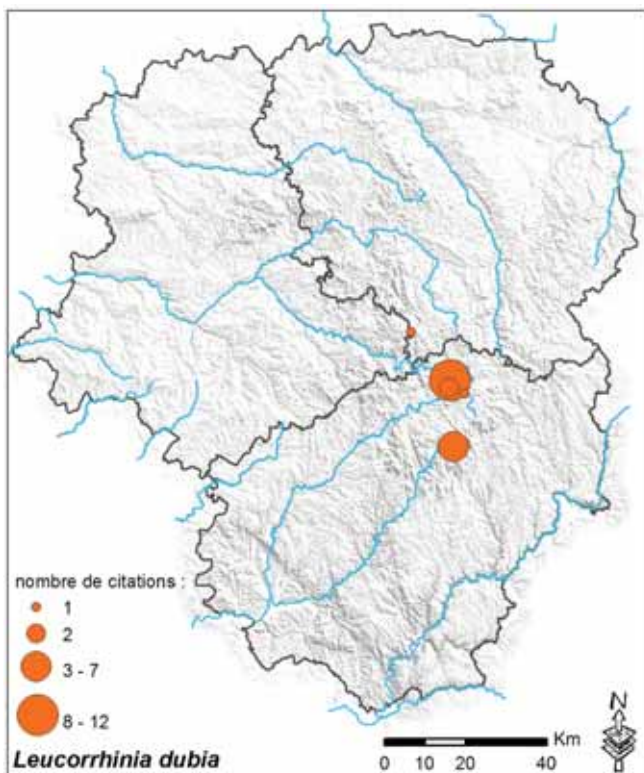 nombre de citations :
1
2
3 - 7
8 - 12
Leucorrhinia dubia
N
Km
0 10 20 40